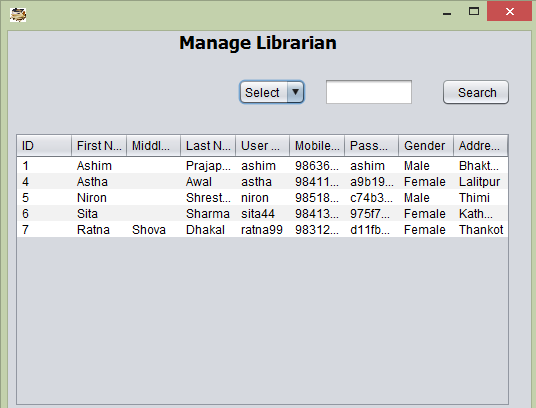 Manage Librarian
Select Search
ID First N... Middl... Last N... User ... Mobile... Pass... Gender Addre...
1 Ashim Prajap... ashim 98636... ashim Male Bhakt...
4 Astha Awal astha 98411... a9b19... Female Lalitpur
5 Niron Shrest... niron 98518... c74b3... Male Thimi
6 Sita Sharma sita44 98413... 975f7... Female Kath...
7 Ratna Shova Dhakal ratna99 98312... d11fb... Female Thankot